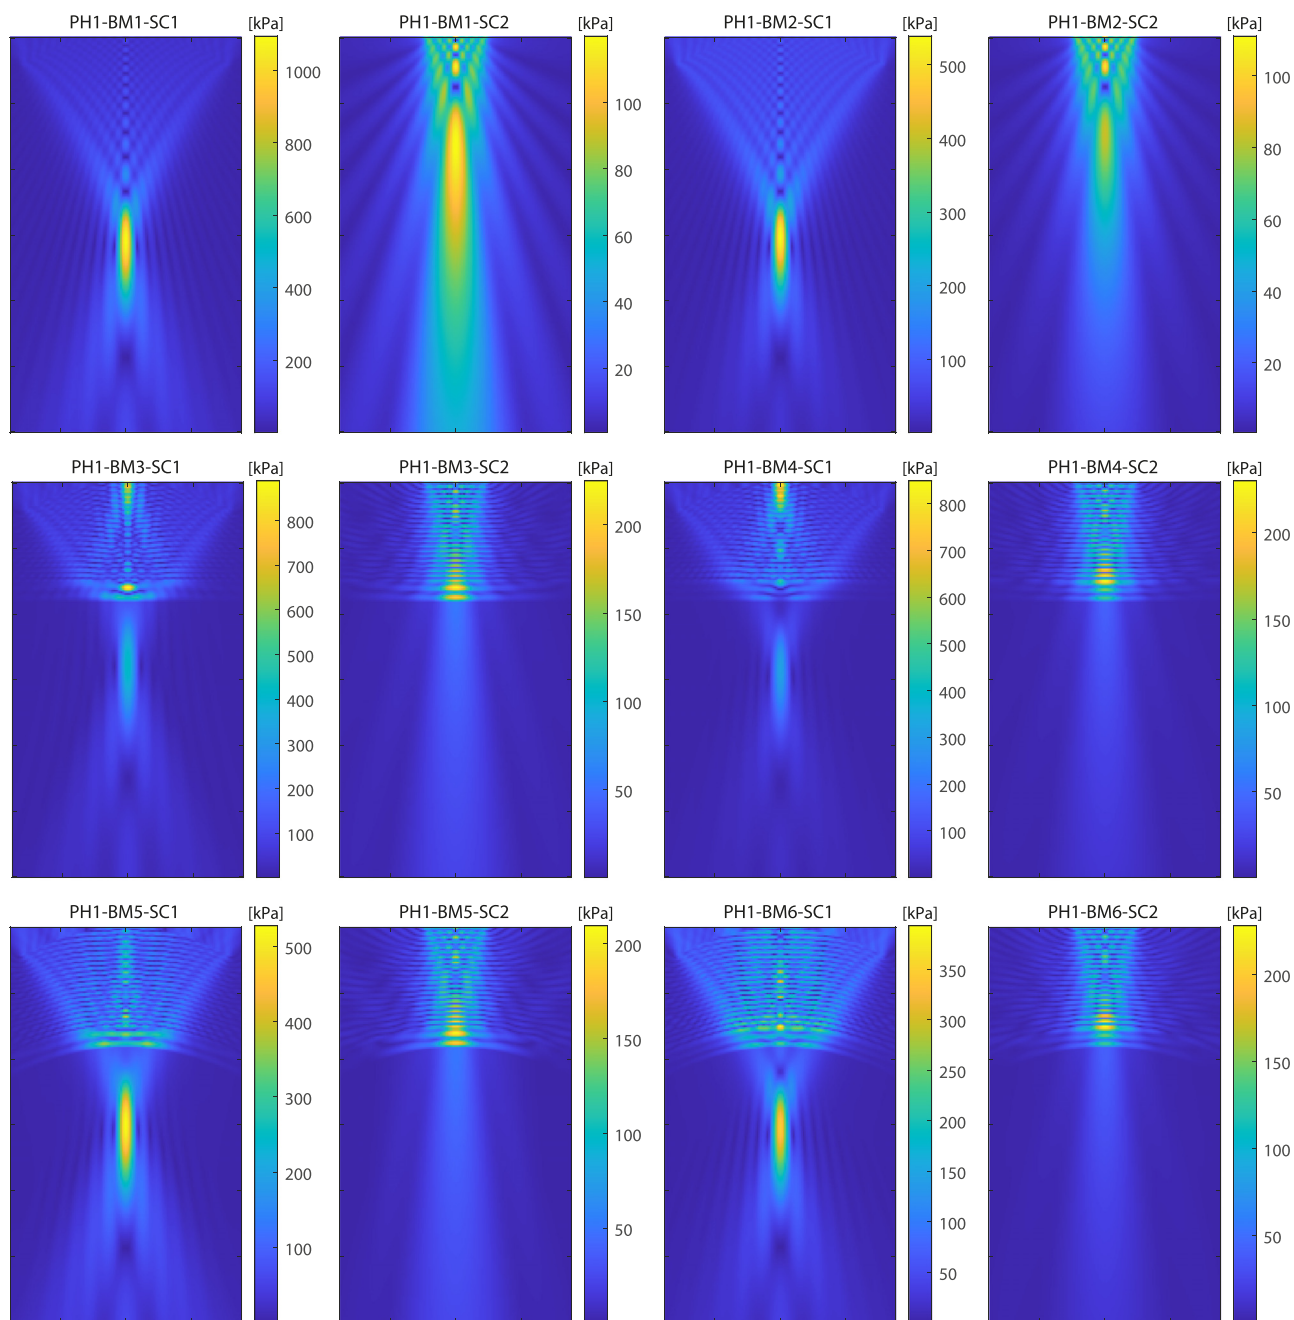 PH1-BM1-SC1 [kPa] PH1-BM1-SC2 [kPa] PH1-BM2-SC1 [kPa] PH1-BM2-SC2 [kPa]
1000 800 600 400 200
100 80 60 40 20
500 400 300 200 100
100 80 60 40 20
PH1-BM3-SC1 [kPa] PH1-BM3-SC2 [kPa] PH1-BM4-SC1 [kPa] PH1-BM4-SC2 [kPa]
800 700 600 500 400 300 200 100
200 150 100 50
800 700 600 500 400 300 200 100
200 150 100 50
PH1-BM5-SC1 [kPa] PH1-BM5-SC2 [kPa] PH1-BM6-SC1 [kPa] PH1-BM6-SC2 [kPa]
500 400 300 200 100
200 150 100 50
350 300 250 200 150 100 50
200 150 100 50